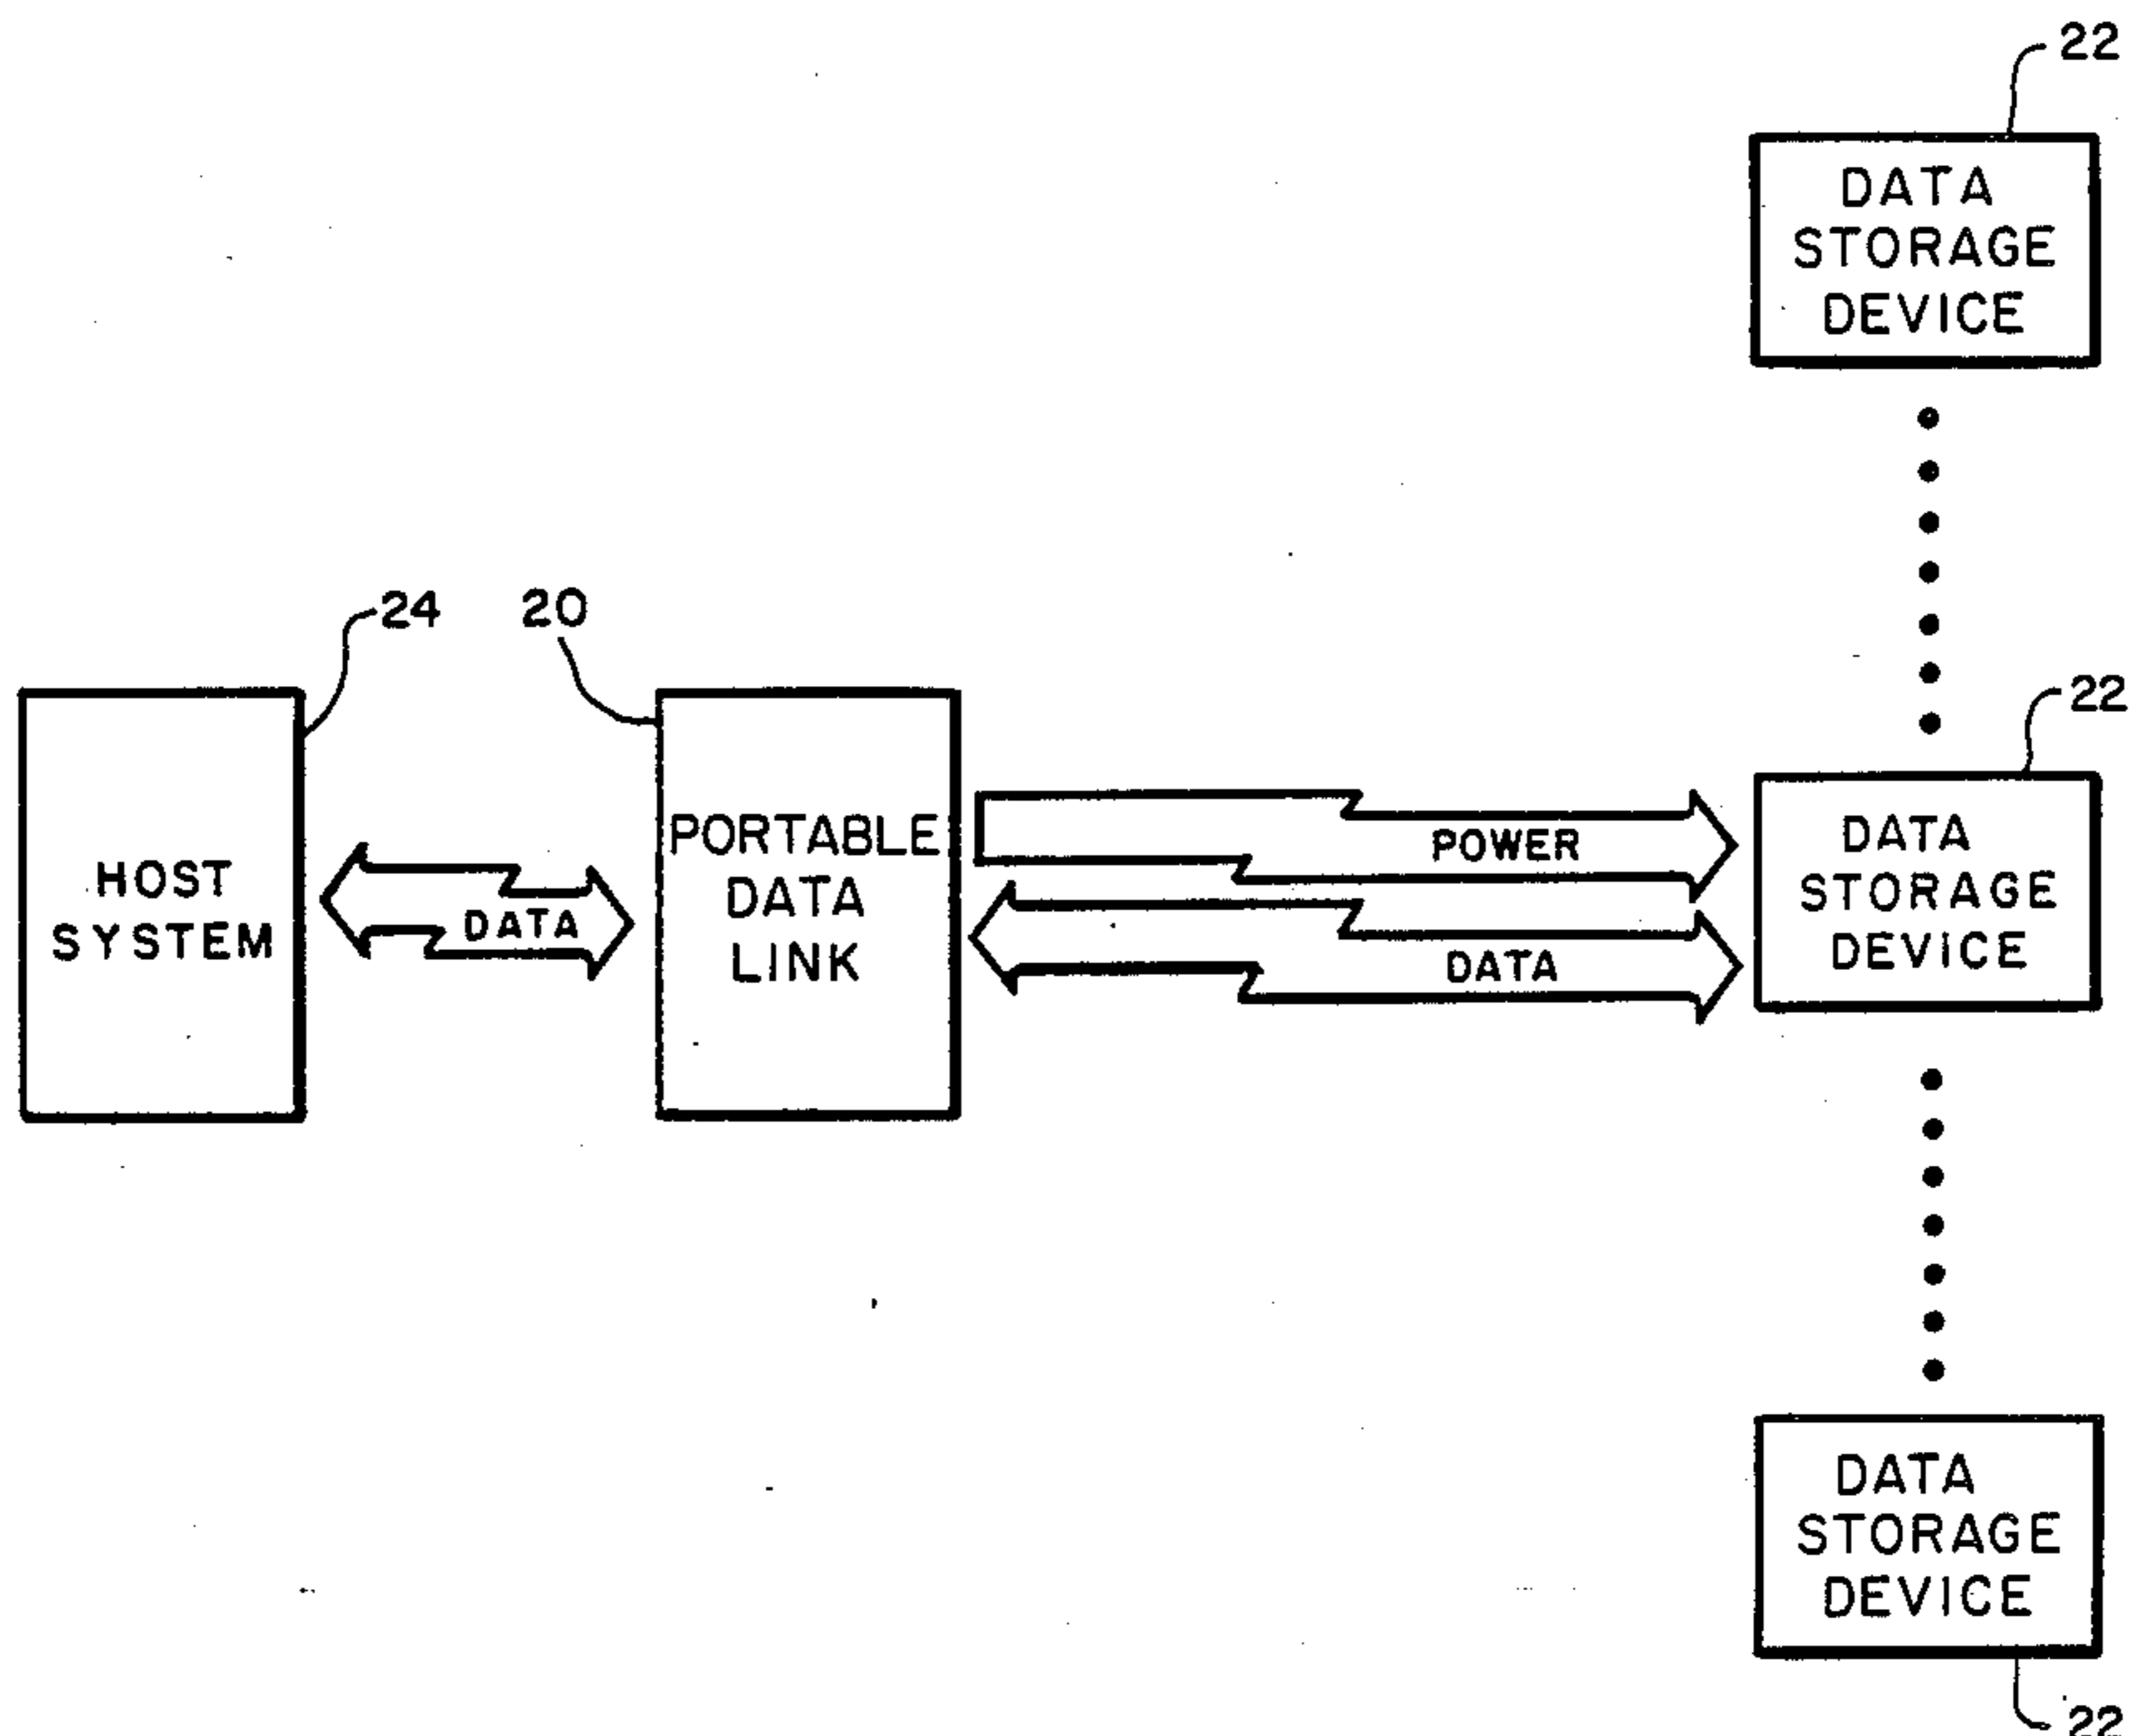 22
DATA
STORAGE
DEVICE
24
20
22
HOST
SYSTEM
DATA
PORTABLE
DATA
LINK
POWER
DATA
DATA
STORAGE
DEVICE
DATA
STORAGE
DEVICE
22